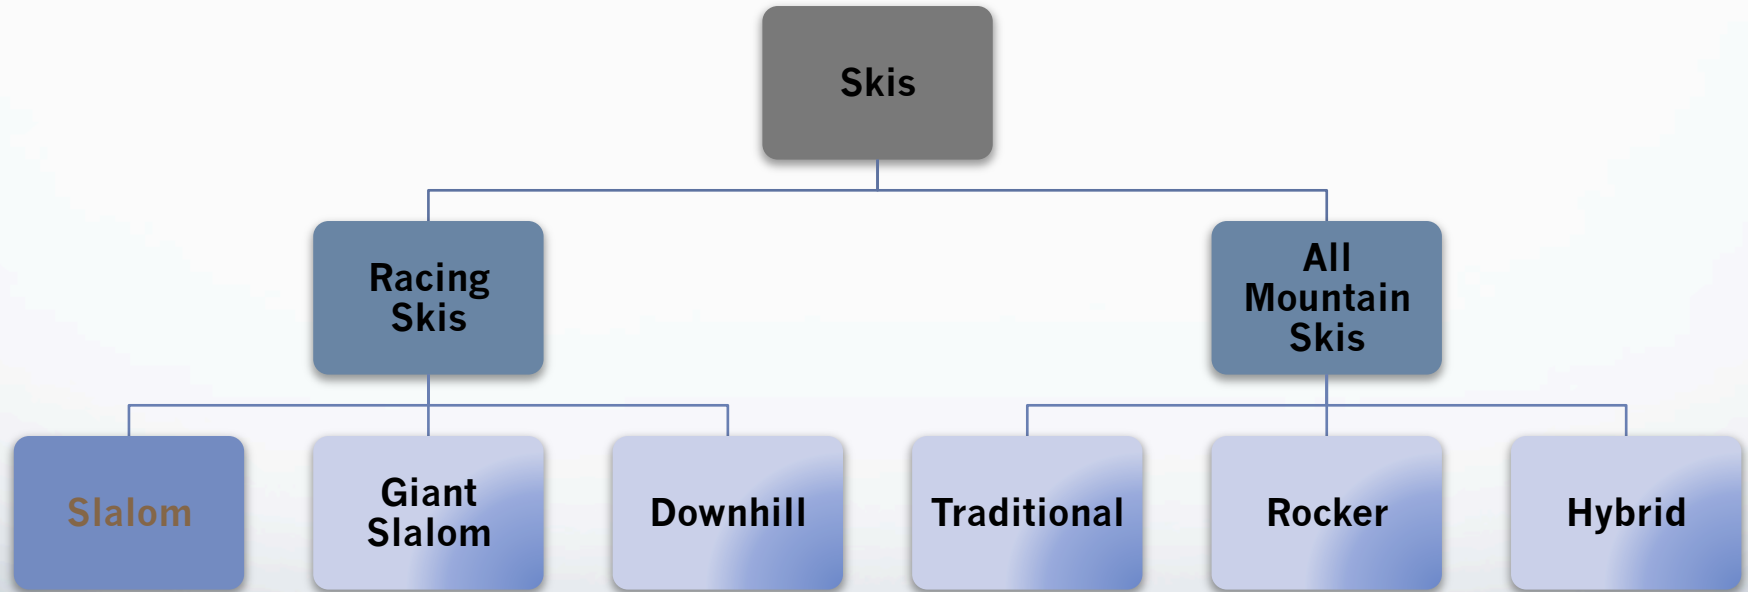 Skis
Racing
Skis
All
Mountain
Skis
Slalom
Giant
Slalom
Downhill
Traditional
Rocker
Hybrid